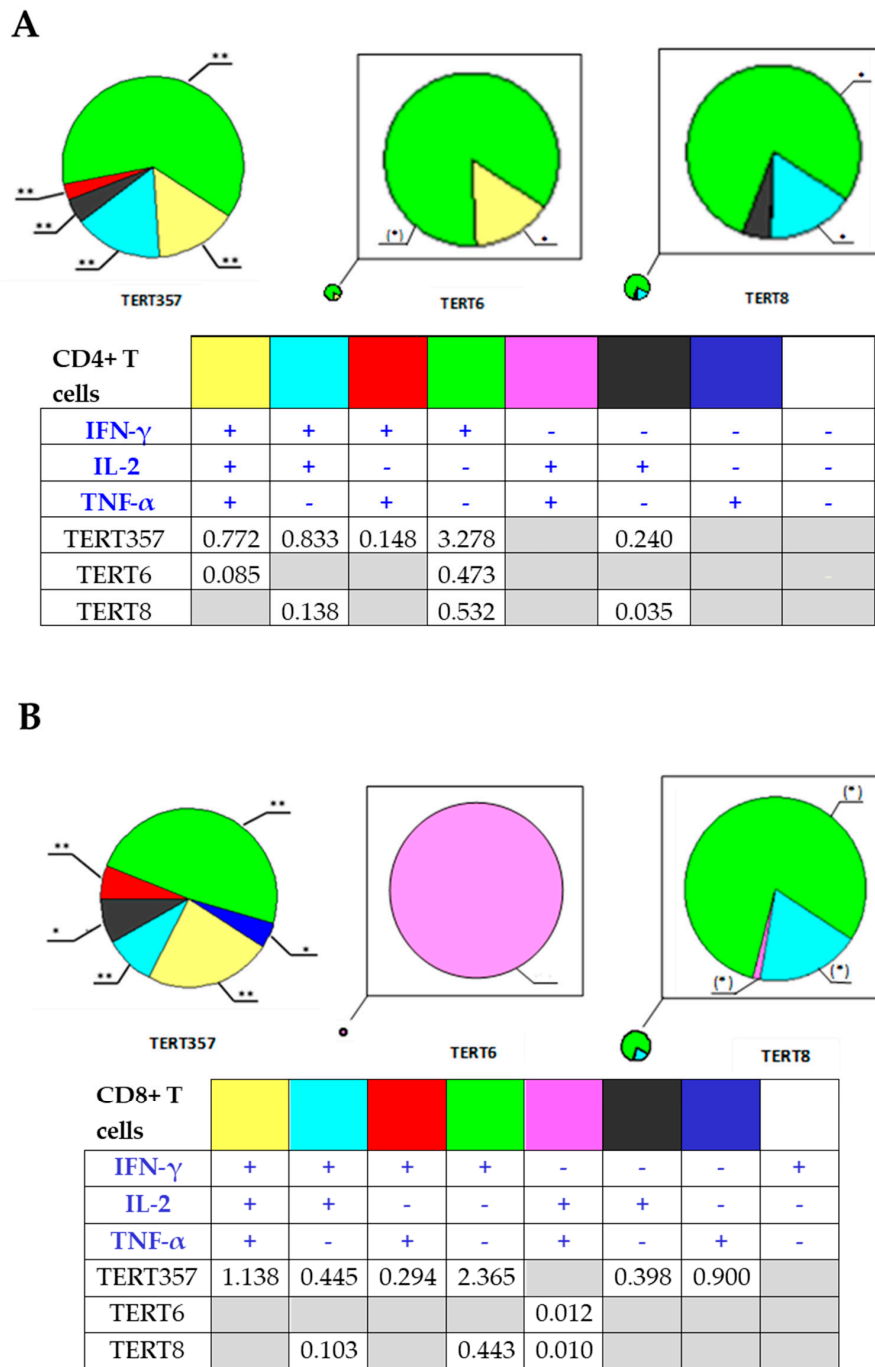 A
**
**
**
**
**
TERT357
(*)
*
TERT6
*
*
TERT8
CD4+ T
cells
IFN-γ + + + + - - - -
IL-2 + + - - + + - -
TNF-α + - + - + - + -
TERT357 0.772 0.833 0.148 3.278 0.240
TERT6 0.085 0.473 -
TERT8 0.138 0.532 0.035
B
**
**
*
**
**
*
TERT357
TERT6
(*)
(*)
(*)
TERT8
CD8+ T
cells
IFN-γ + + + + - - - +
IL-2 + + - - + + - -
TNF-α + - + - + - + -
TERT357 1.138 0.445 0.294 2.365 0.398 0.900
TERT6 0.012
TERT8 0.103 0.443 0.010